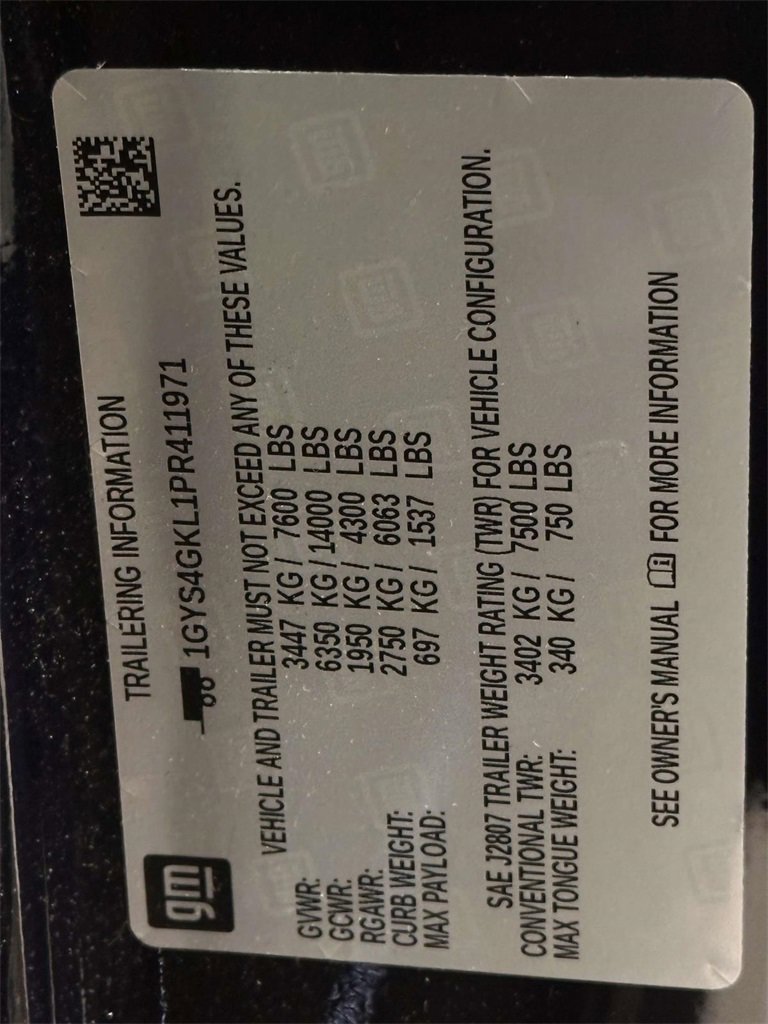 gm
TRAILERING INFORMATION
1GYS4GKL1PR411971
VEHICLE AND TRAILER MUST NOT EXCEED ANY OF THESE VALUES.
GVWR: 3447 KG / 7600 LBS
GCWR: 6350 KG / 14000 LBS
RGAWR: 1950 KG / 4300 LBS
CURB WEIGHT: 2750 KG / 6063 LBS
MAX PAYLOAD: 697 KG / 1537 LBS
SAE J2807 TRAILER WEIGHT RATING (TWR) FOR VEHICLE CONFIGURATION.
CONVENTIONAL TWR: 3402 KG / 7500 LBS
MAX TONGUE WEIGHT: 340 KG / 750 LBS
SEE OWNER'S MANUAL FOR MORE INFORMATION